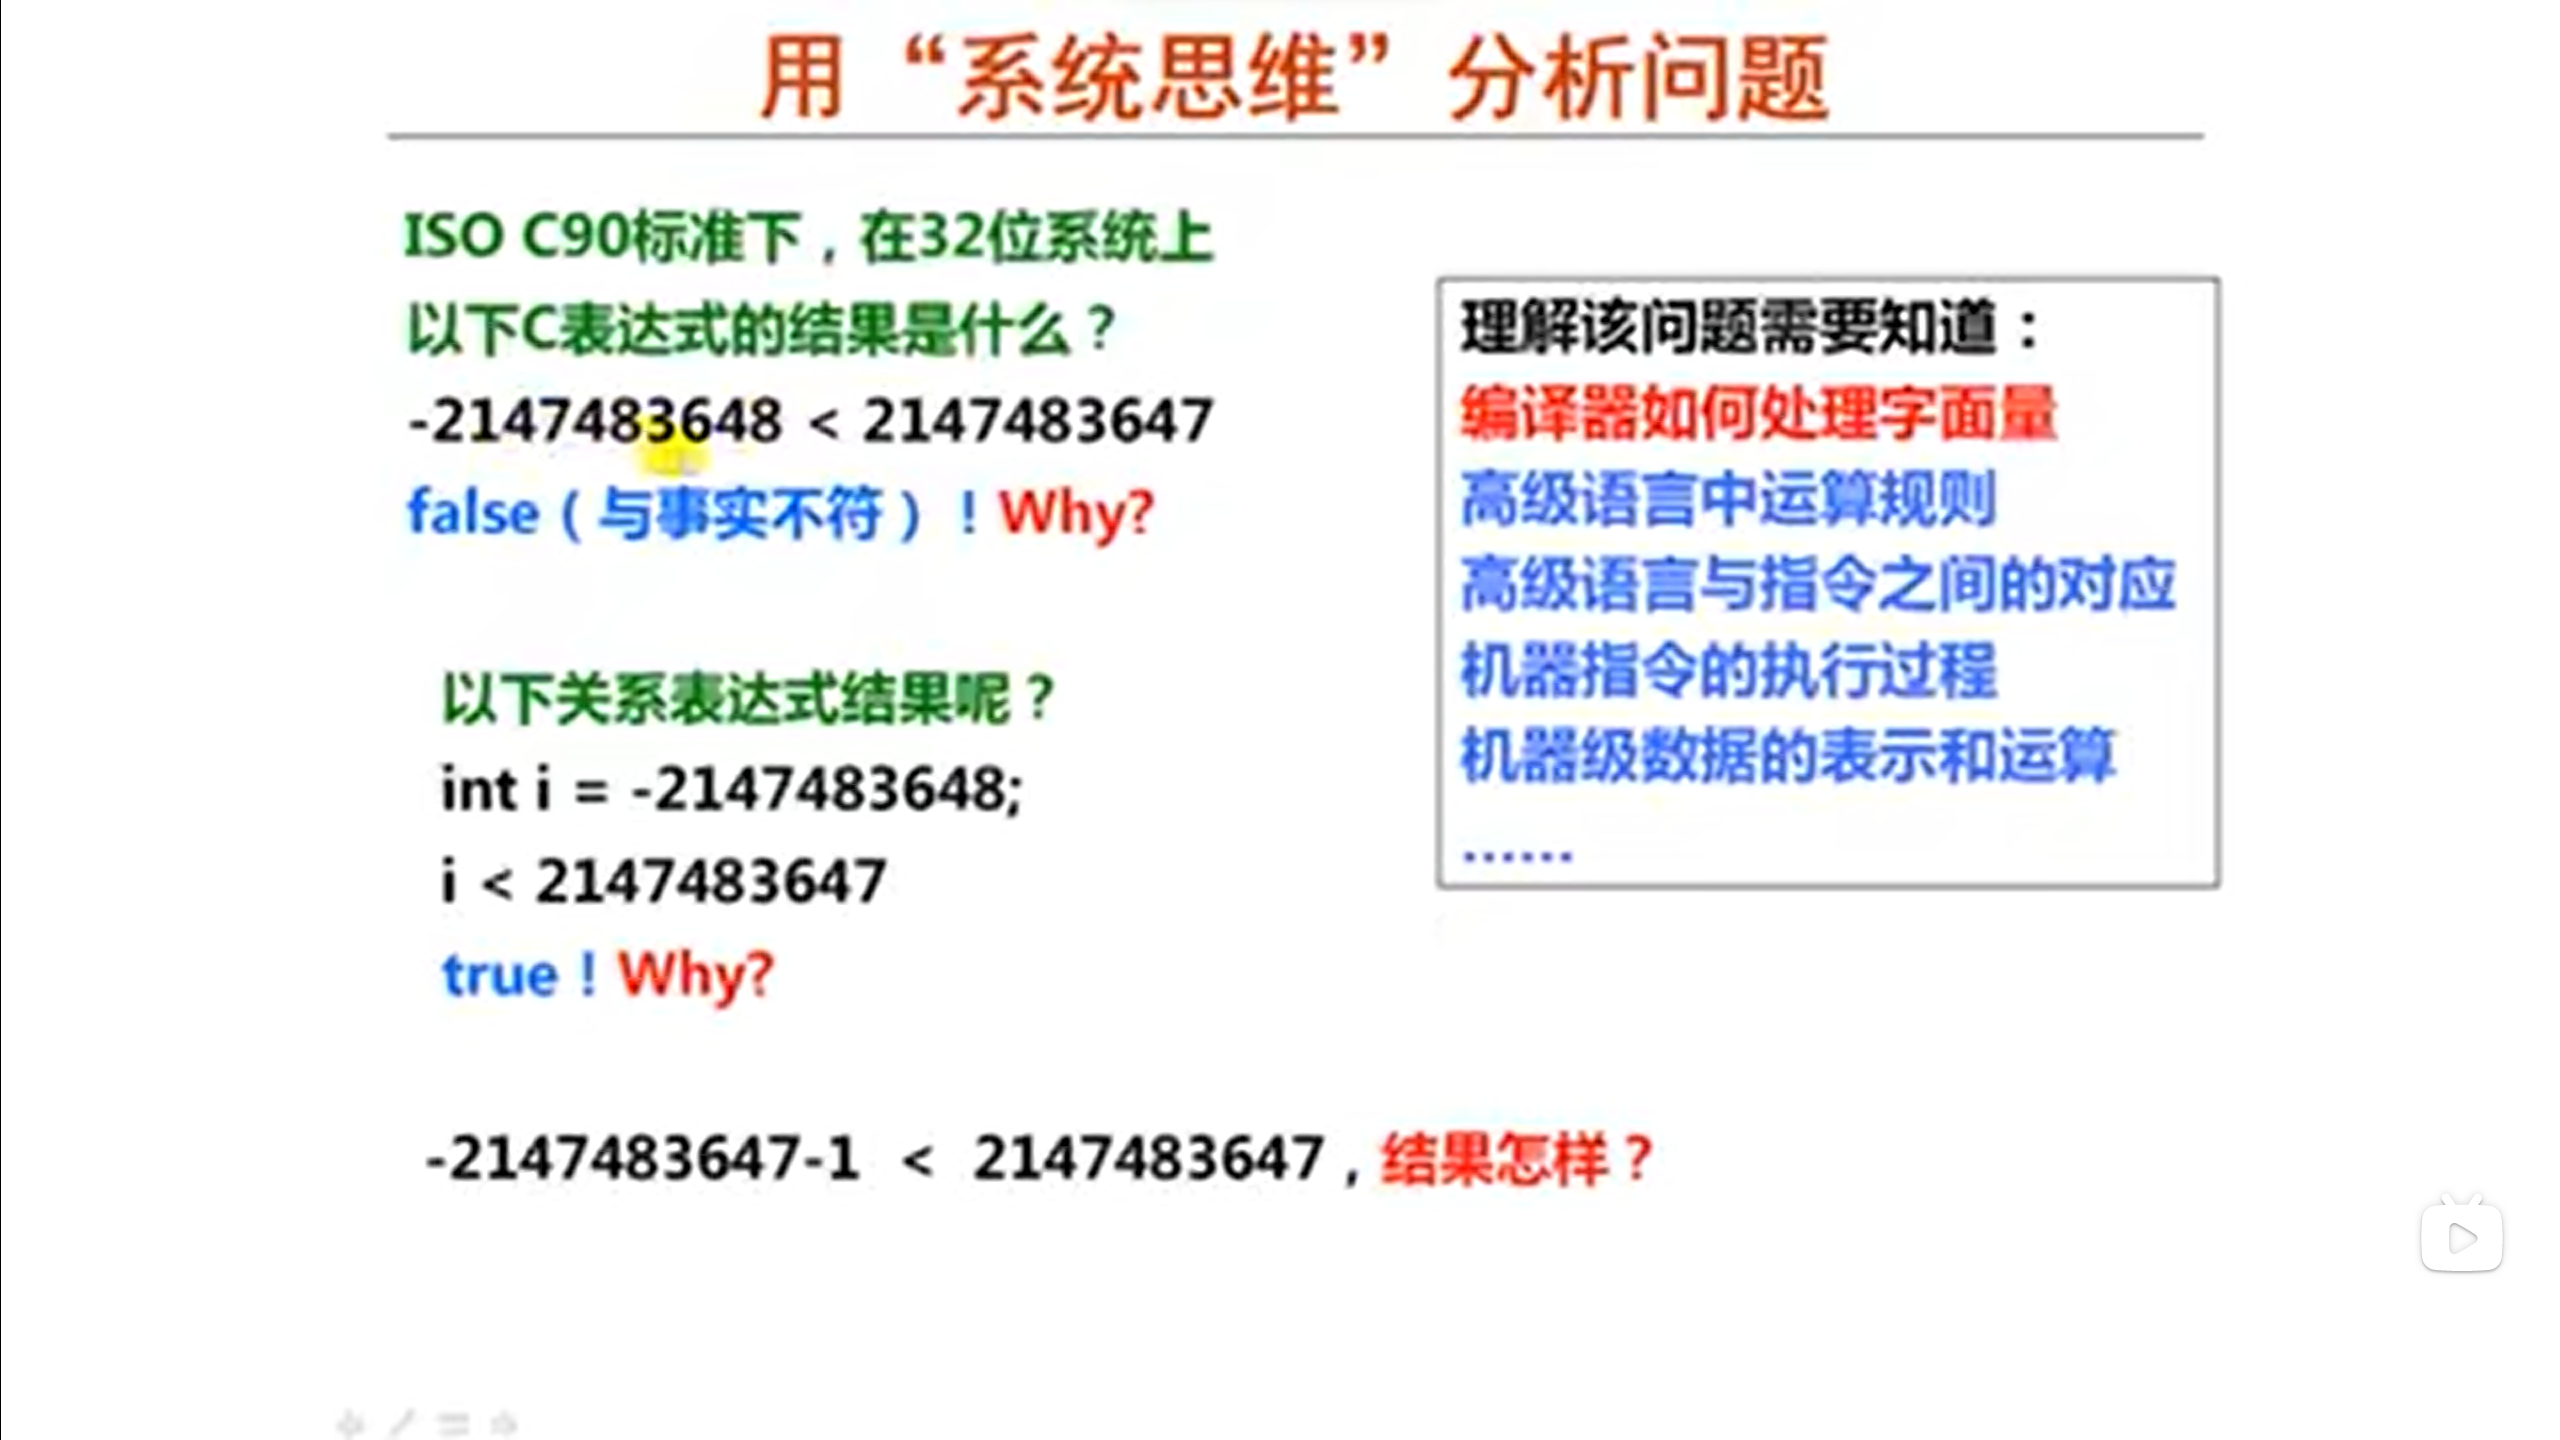 用“系统思维”分析问题
ISO C90标准下，在32位系统上
以下C表达式的结果是什么？
-2147483648 < 2147483647
false（与事实不符）！Why?
以下关系表达式结果呢？
int i = -2147483648;
i < 2147483647
true！Why?
-2147483647-1 < 2147483647，结果怎样？
理解该问题需要知道：
编译器如何处理字面量
高级语言中运算规则
高级语言与指令之间的对应
机器指令的执行过程
机器级数据的表示和运算
……